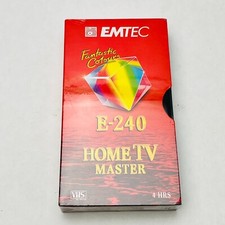 EMTEC
Fantastic
Colours
E-240
HOME TV
MASTER
VHS
4 HRS